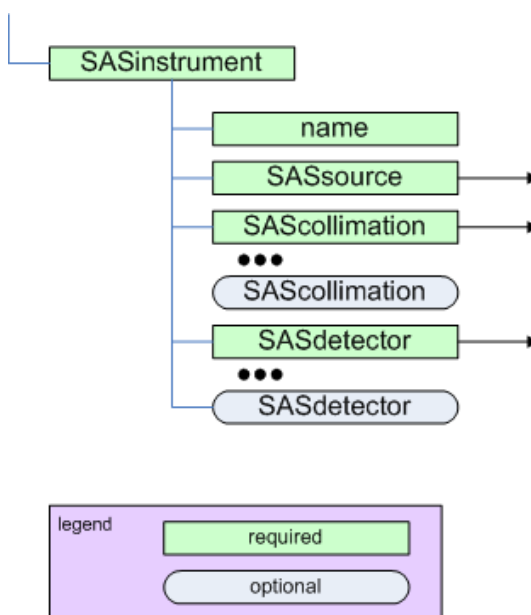 SASinstrument
name
SASsource
SAScollimation
SAScollimation
SASdetector
SASdetector
legend
required
optional